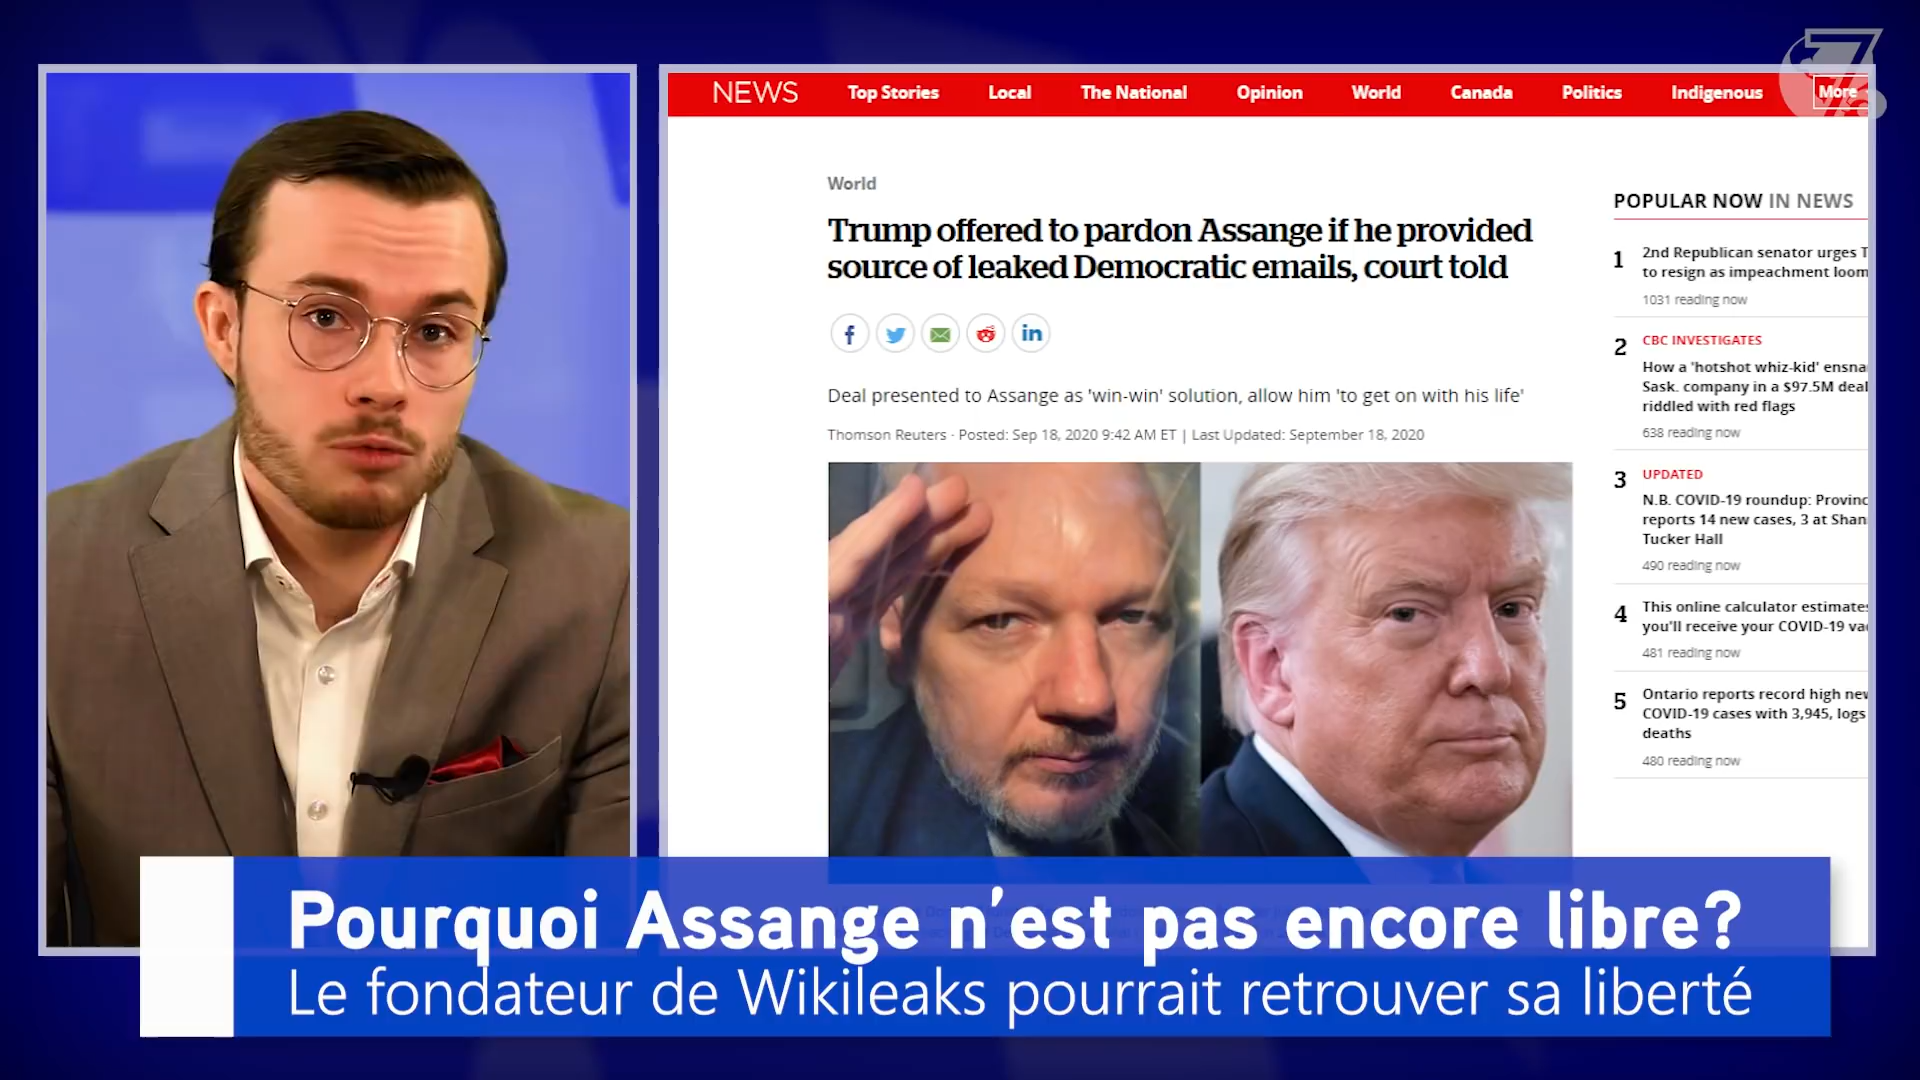 NEWS Top Stories Local The National Opinion World Canada Politics Indigenous More
World
Trump offered to pardon Assange if he provided
source of leaked Democratic emails, court told
Deal presented to Assange as 'win-win' solution, allow him 'to get on with his life'
Thomson Reuters · Posted: Sep 18, 2020 9:42 AM ET | Last Updated: September 18, 2020
POPULAR NOW IN NEWS
1
2nd Republican senator urges T
to resign as impeachment loom
1031 reading now
2
CBC INVESTIGATES
How a 'hotshot whiz-kid' ensna
Sask. company in a $97.5M deal
riddled with red flags
638 reading now
3
UPDATED
N.B. COVID-19 roundup: Provinc
reports 14 new cases, 3 at Shan
Tucker Hall
490 reading now
4
This online calculator estimates
you'll receive your COVID-19 va
481 reading now
5
Ontario reports record high new
COVID-19 cases with 3,945, logs
deaths
480 reading now
Pourquoi Assange n'est pas encore libre?
Le fondateur de Wikileaks pourrait retrouver sa liberté